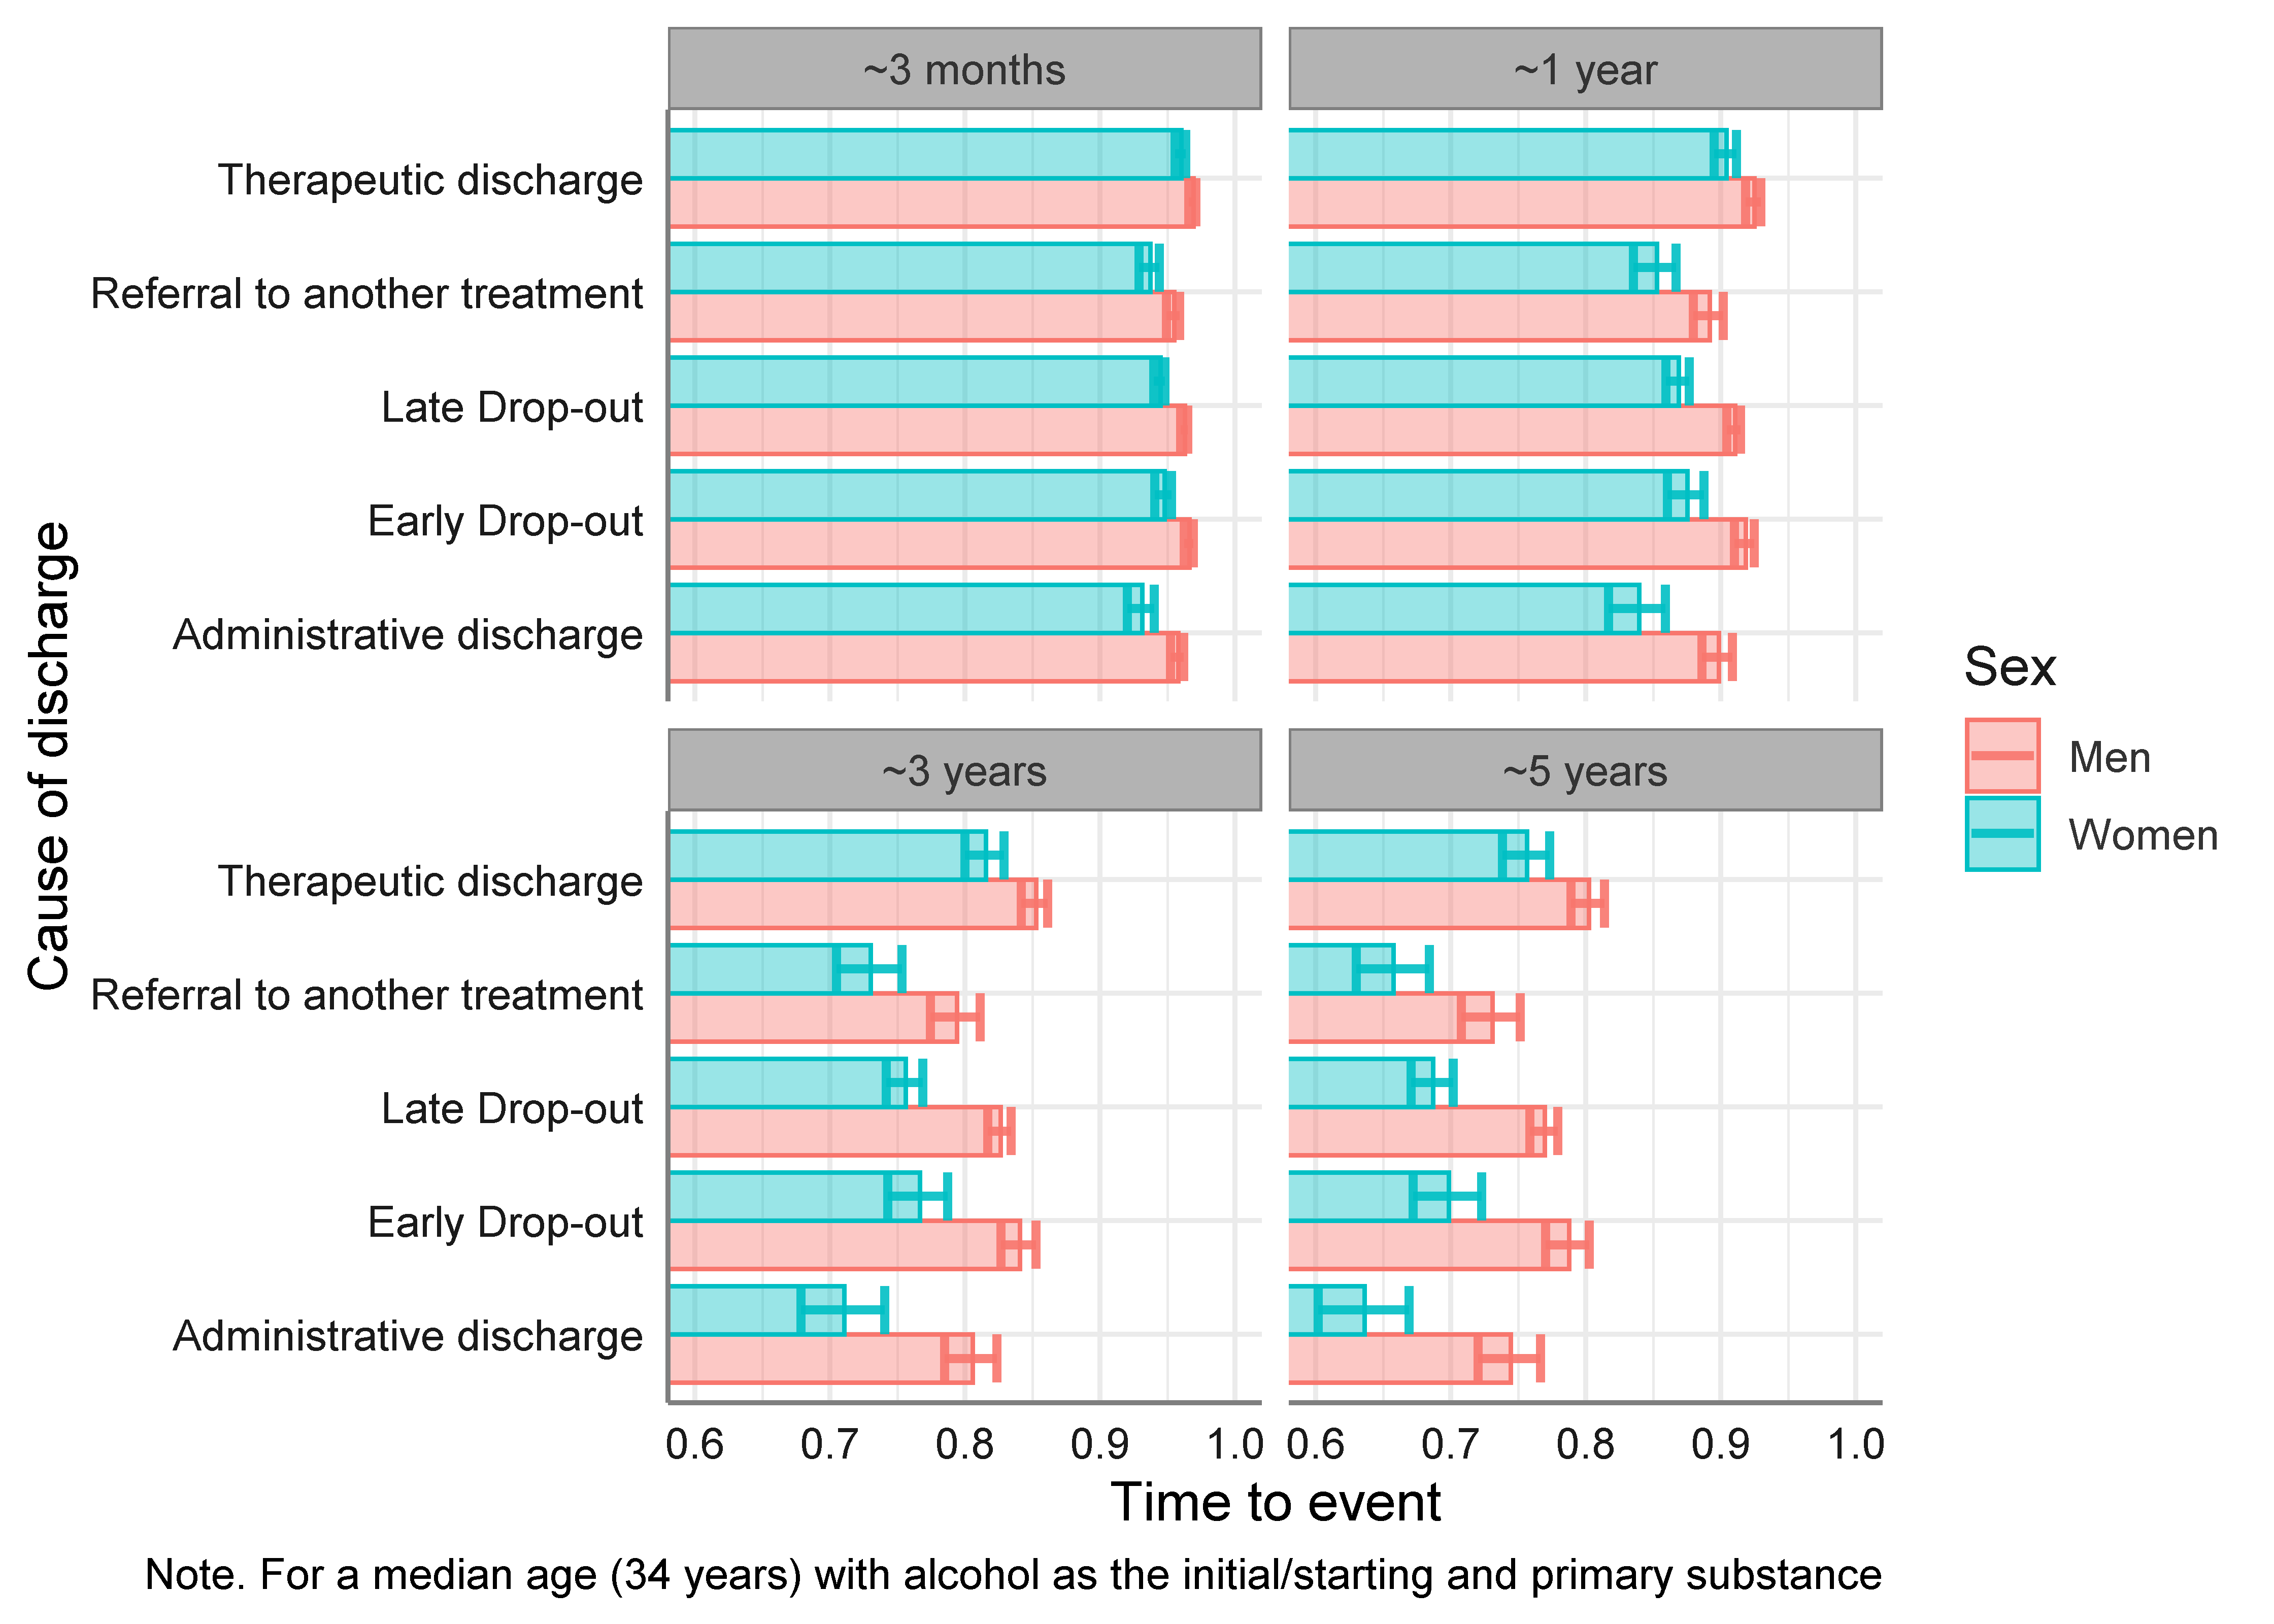 ~3 months
~1 year
Therapeutic discharge
Referral to another treatment
Late Drop-out
Early Drop-out
Administrative discharge
~3 years
~5 years
Therapeutic discharge
Referral to another treatment
Late Drop-out
Early Drop-out
Administrative discharge
Cause of discharge
0.6 0.7 0.8 0.9 1.0
0.6 0.7 0.8 0.9 1.0
Time to event
Note. For a median age (34 years) with alcohol as the initial/starting and primary substance
Sex
Men
Women